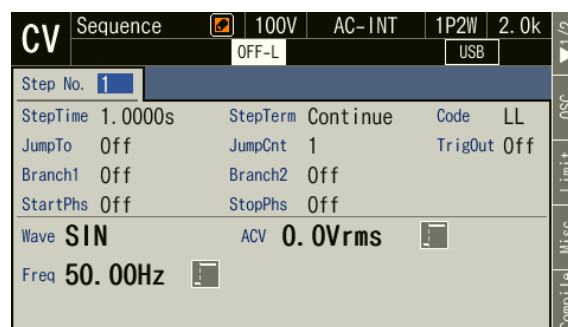 CV Sequence 100V AC-INT 1P2W 2.0k
OFF-L USB
Step No. 1
StepTime 1.0000s StepTerm Continue Code LL
JumpTo Off JumpCnt 1 TrigOut Off
Branch1 Off Branch2 Off
StartPhs Off StopPhs Off
Wave SIN ACV 0.0Vrms
Freq 50.00Hz
▼1/2
OSC
Limit
Misc
Compile